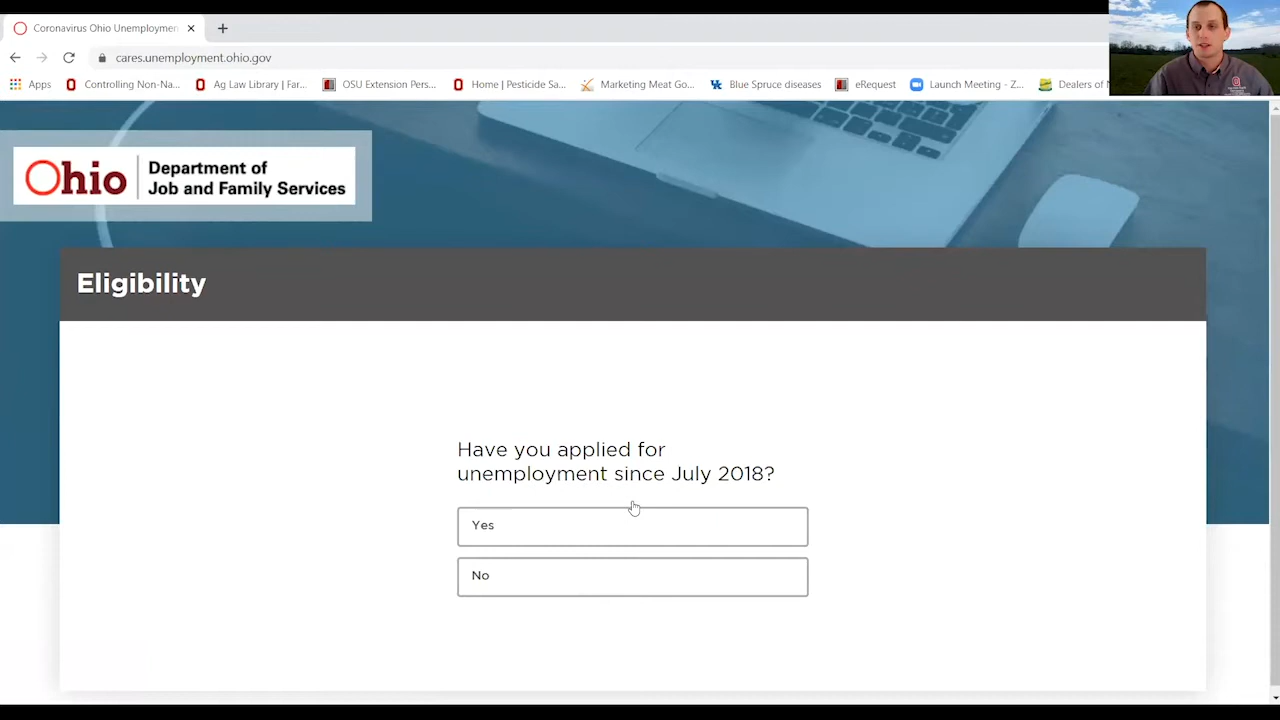 Coronavirus Ohio Unemploymen
cares.unemployment.ohio.gov
Apps
Controlling Non-Na...
Ag Law Library | Far...
OSU Extension Pers...
Home | Pesticide Sa...
Marketing Meat Go...
Blue Spruce diseases
eRequest
Launch Meeting - Z...
Dealers of
Ohio
Department of
Job and Family Services
Eligibility
Have you applied for
unemployment since July 2018?
Yes
No